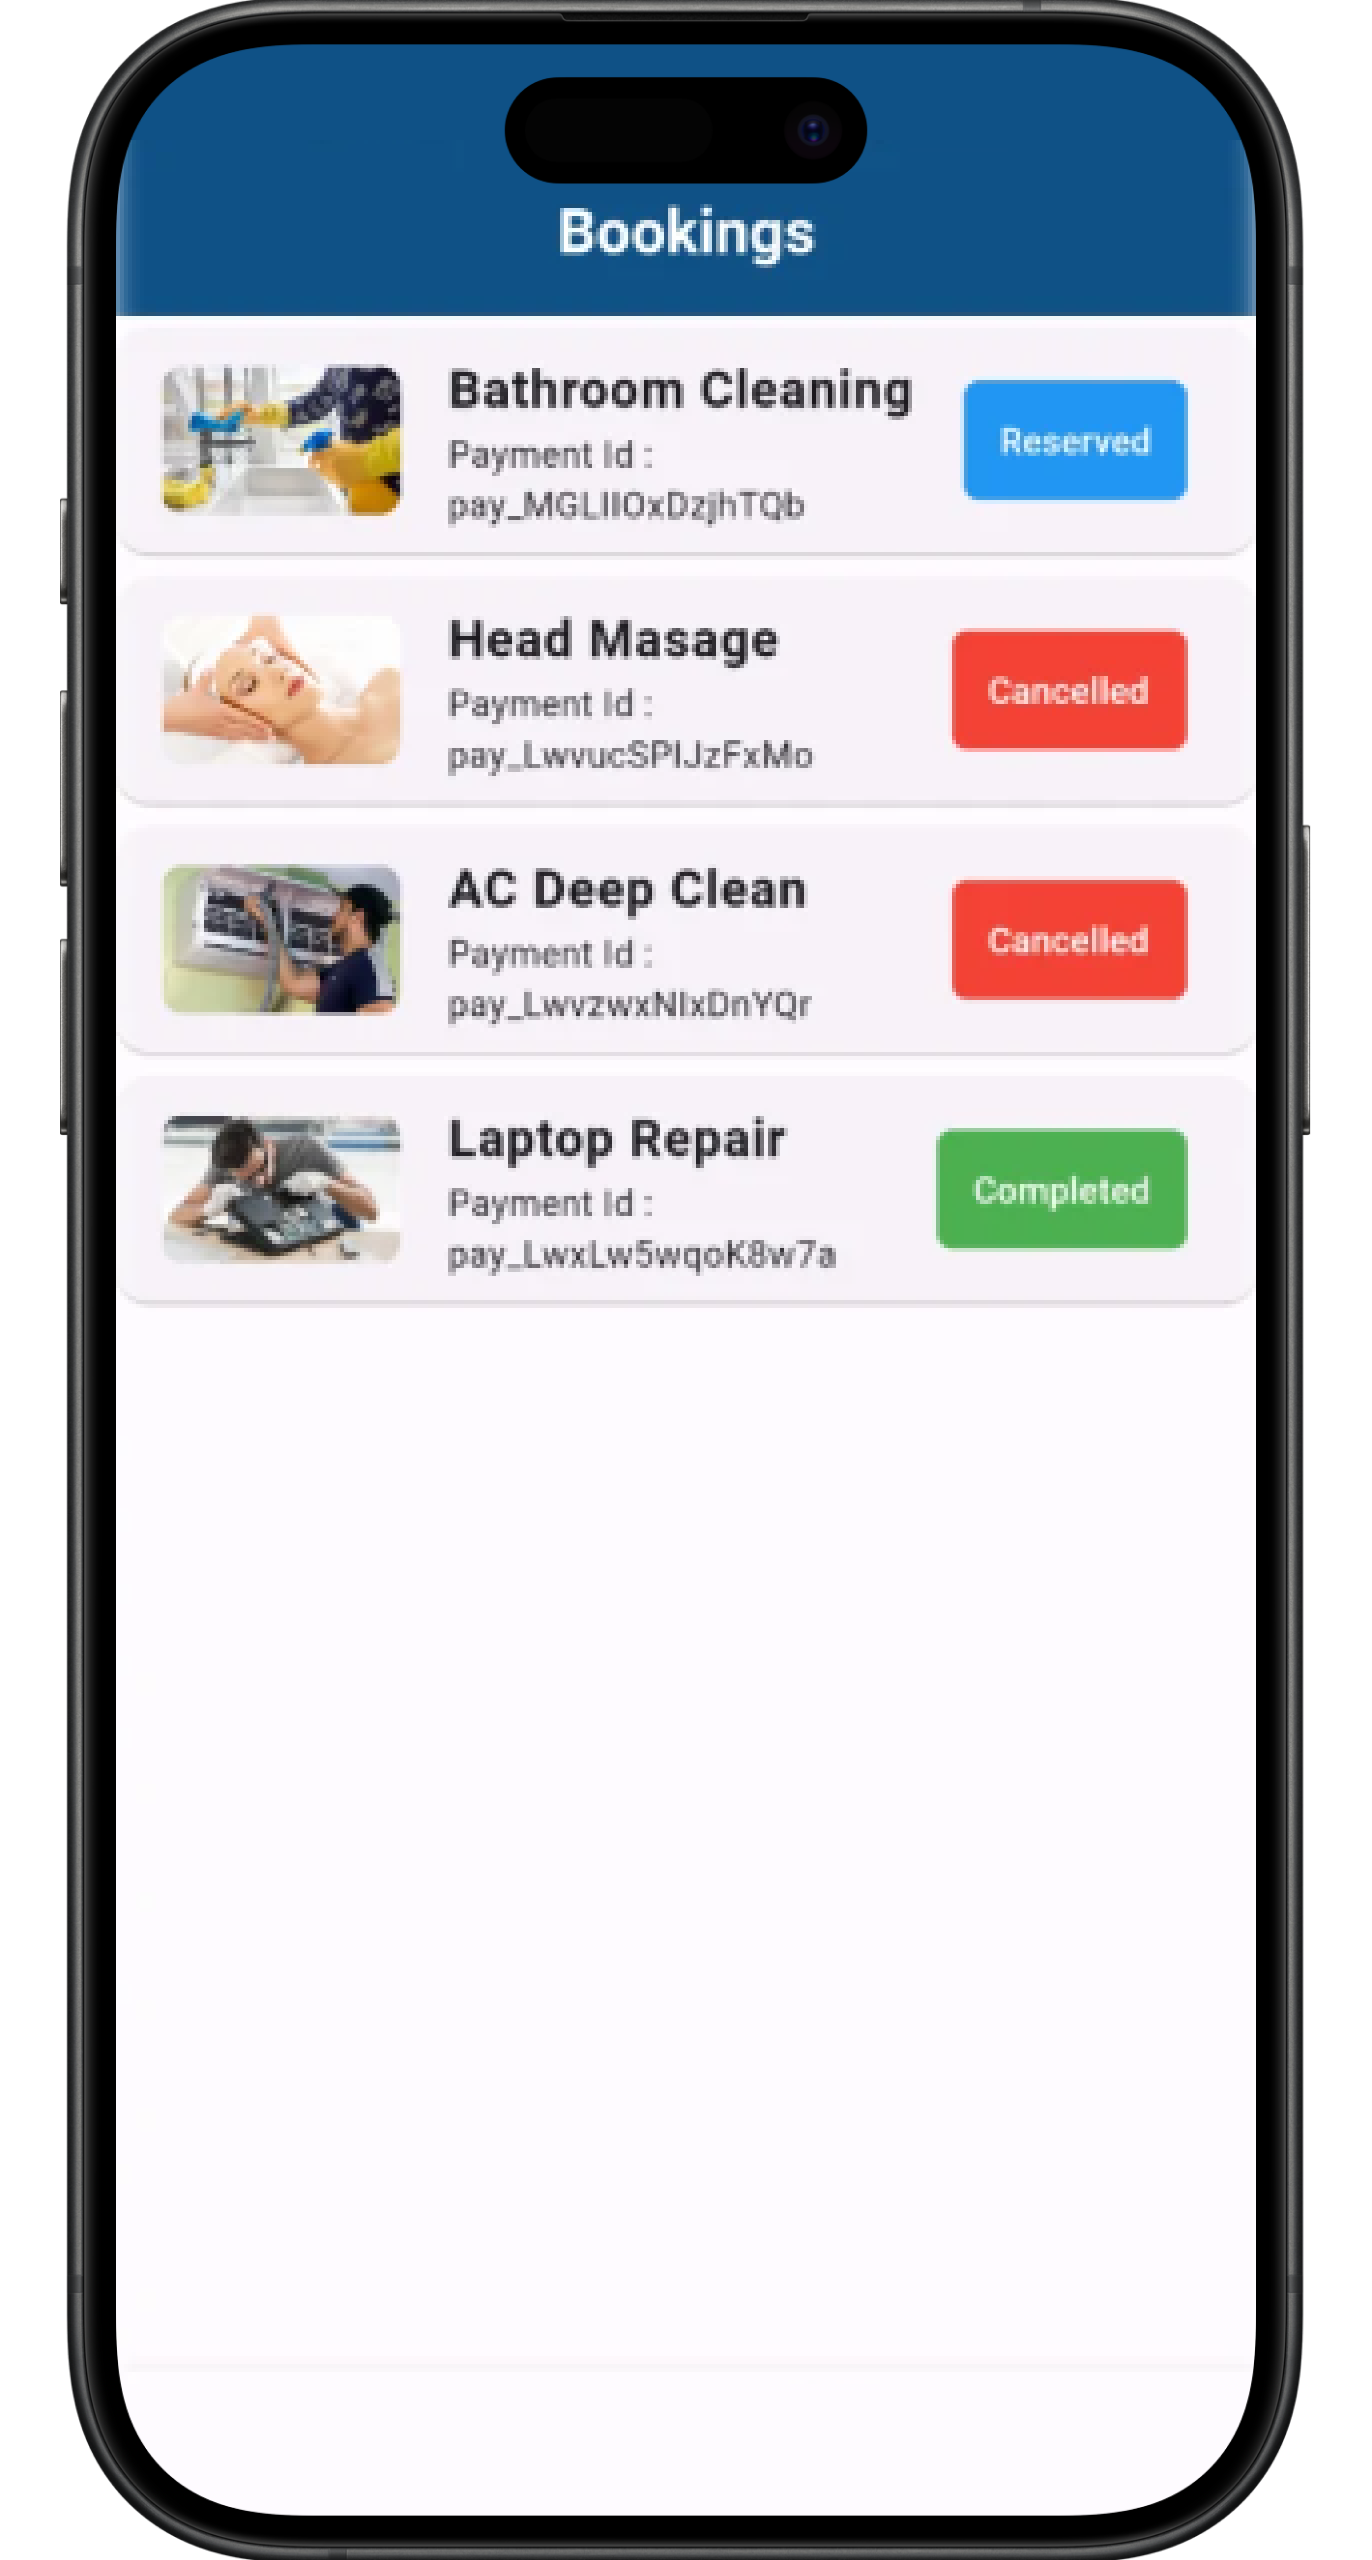 Bookings
Bathroom Cleaning
Payment Id :
pay_MGLIIOxDzjhTQb
Reserved
Head Masage
Payment Id :
pay_LwvucSPIJzFxMo
Cancelled
AC Deep Clean
Payment Id :
pay_LwvzwxNIxDnYQr
Cancelled
Laptop Repair
Payment Id :
pay_LwxLw5wqoK8w7a
Completed